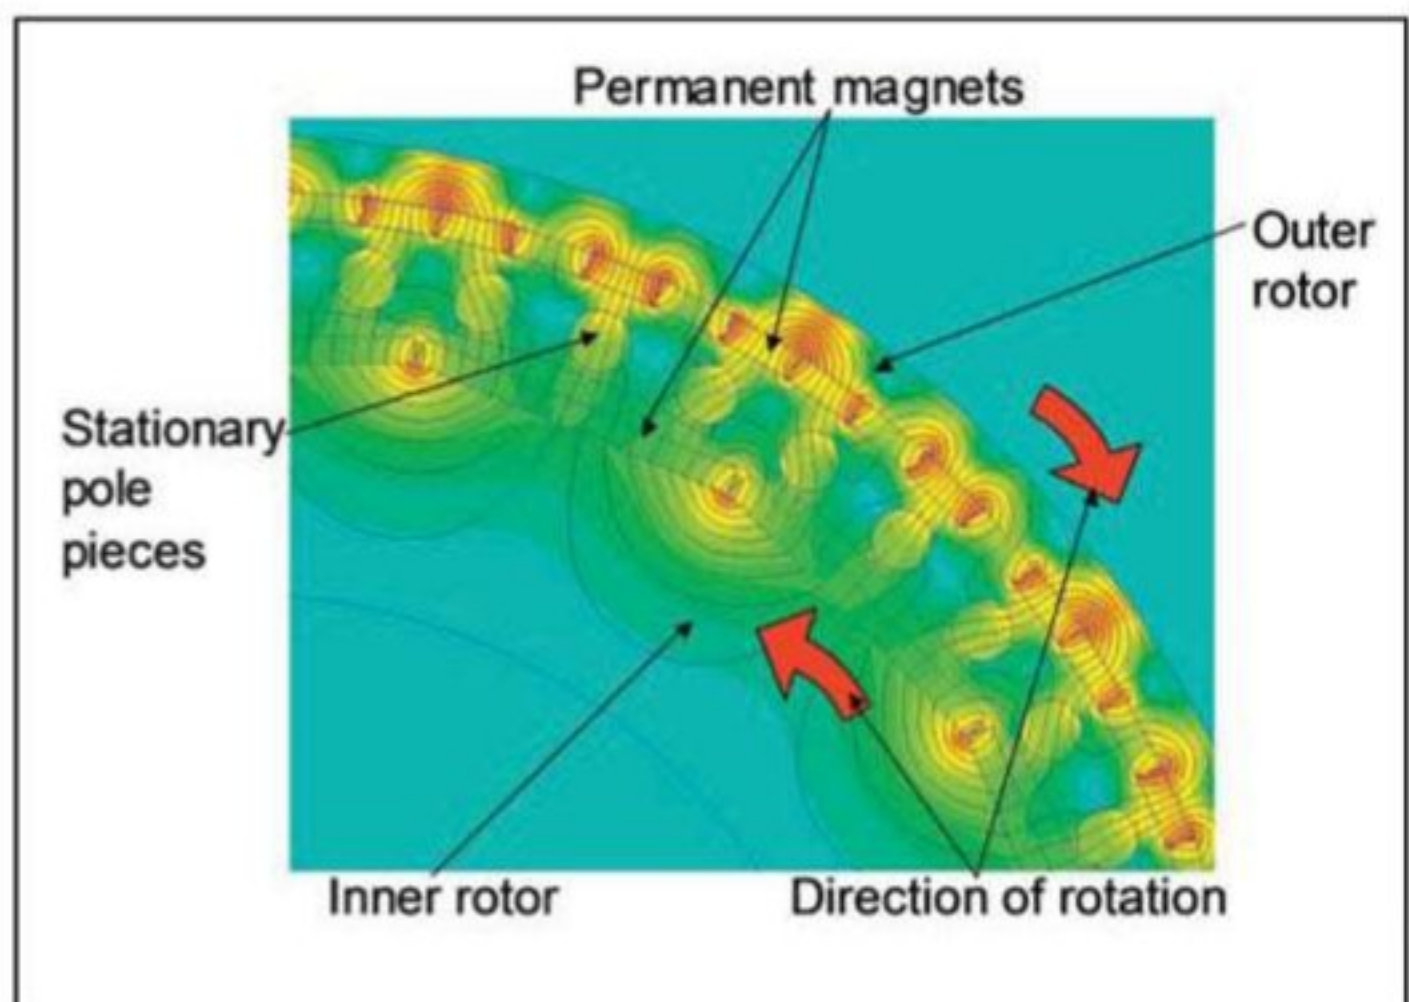 Permanent magnets
Outer
rotor
Stationary
pole
pieces
Inner rotor
Direction of rotation